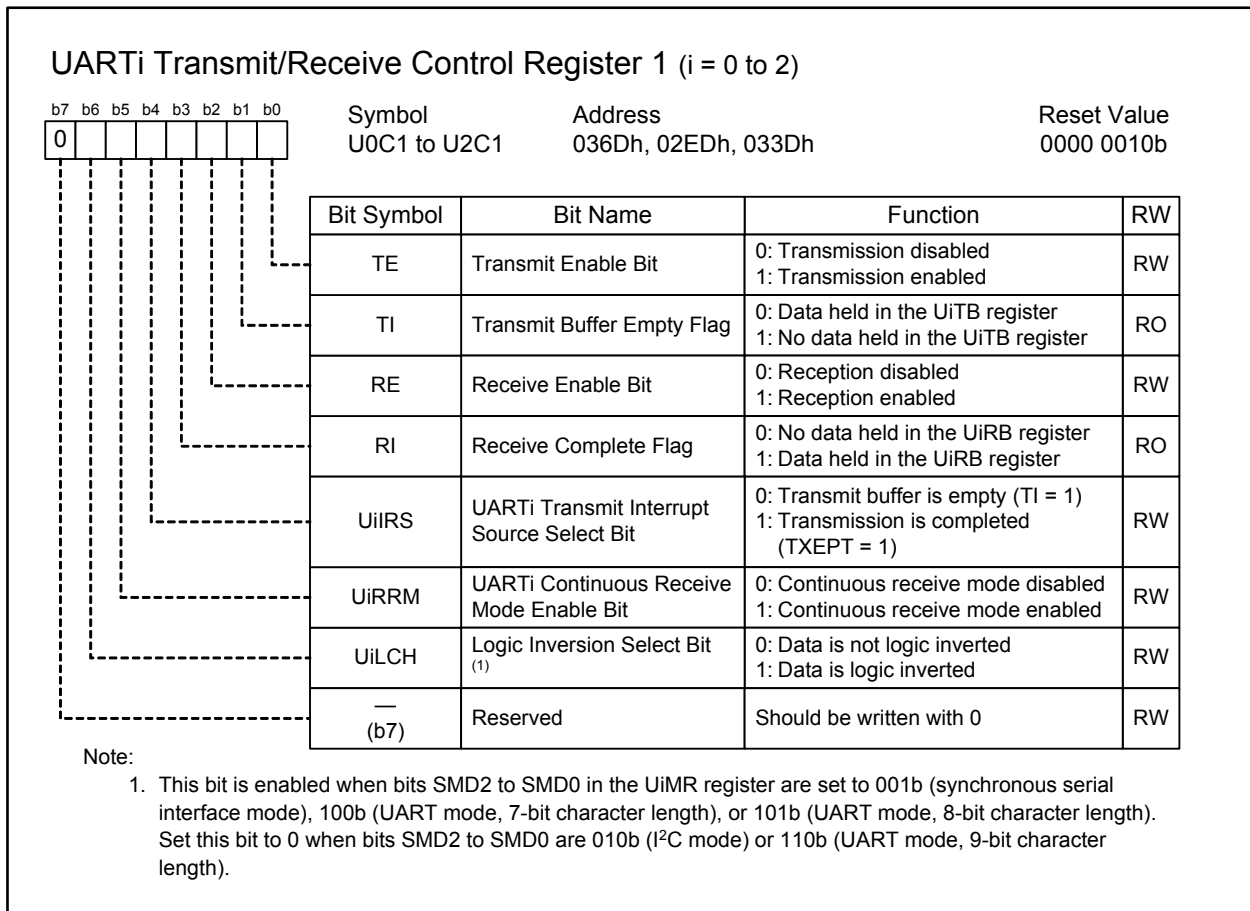 UARTi Transmit/Receive Control Register 1 (i = 0 to 2)
b7 b6 b5 b4 b3 b2 b1 b0
0
Symbol Address Reset Value
U0C1 to U2C1 036Dh, 02EDh, 033Dh 0000 0010b
Bit Symbol Bit Name Function RW
TE Transmit Enable Bit 0: Transmission disabled
1: Transmission enabled RW
TI Transmit Buffer Empty Flag 0: Data held in the UiTB register
1: No data held in the UiTB register RO
RE Receive Enable Bit 0: Reception disabled
1: Reception enabled RW
RI Receive Complete Flag 0: No data held in the UiRB register
1: Data held in the UiRB register RO
UiIRS UARTi Transmit Interrupt
Source Select Bit 0: Transmit buffer is empty (TI = 1)
1: Transmission is completed
(TXEPT = 1) RW
UiRRM UARTi Continuous Receive
Mode Enable Bit 0: Continuous receive mode disabled
1: Continuous receive mode enabled RW
UiLCH Logic Inversion Select Bit
(1) 0: Data is not logic inverted
1: Data is logic inverted RW
—
(b7) Reserved Should be written with 0 RW
Note:
1. This bit is enabled when bits SMD2 to SMD0 in the UiMR register are set to 001b (synchronous serial
interface mode), 100b (UART mode, 7-bit character length), or 101b (UART mode, 8-bit character length).
Set this bit to 0 when bits SMD2 to SMD0 are 010b (I²C mode) or 110b (UART mode, 9-bit character
length).